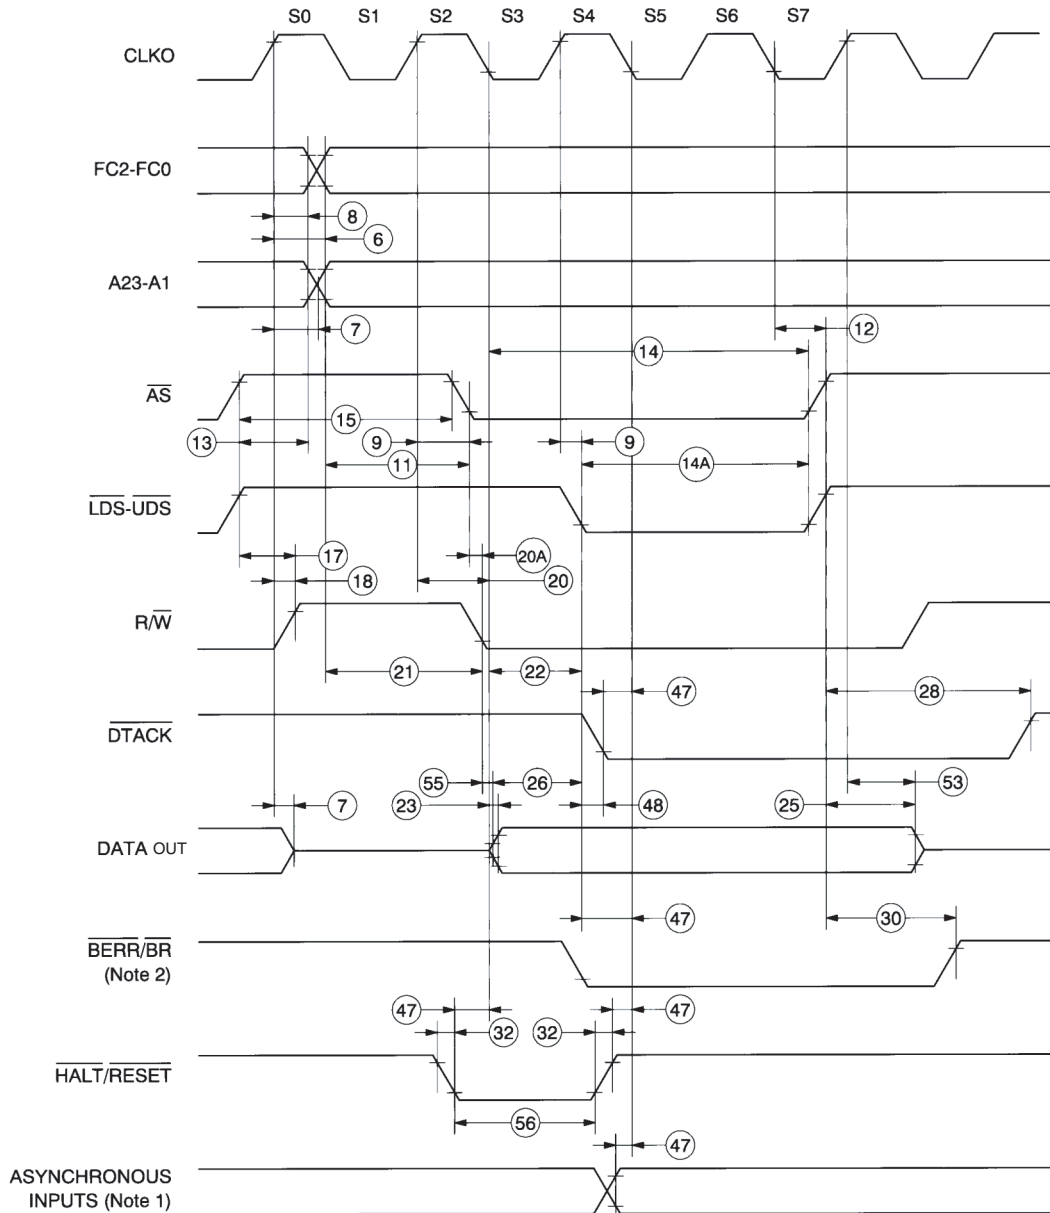 S0 S1 S2 S3 S4 S5 S6 S7
CLKO
FC2-FC0
8
6
A23-A1
7
12
14
AS
15
13
9
9
11
14A
LDS-UDS
17
20A
18
20
R/W
21
22
47
28
DTACK
55
26
53
7
23
48
25
DATA OUT
47
30
BERR/BR
(Note 2)
47
47
32
32
HALT/RESET
56
47
ASYNCHRONOUS
INPUTS (Note 1)